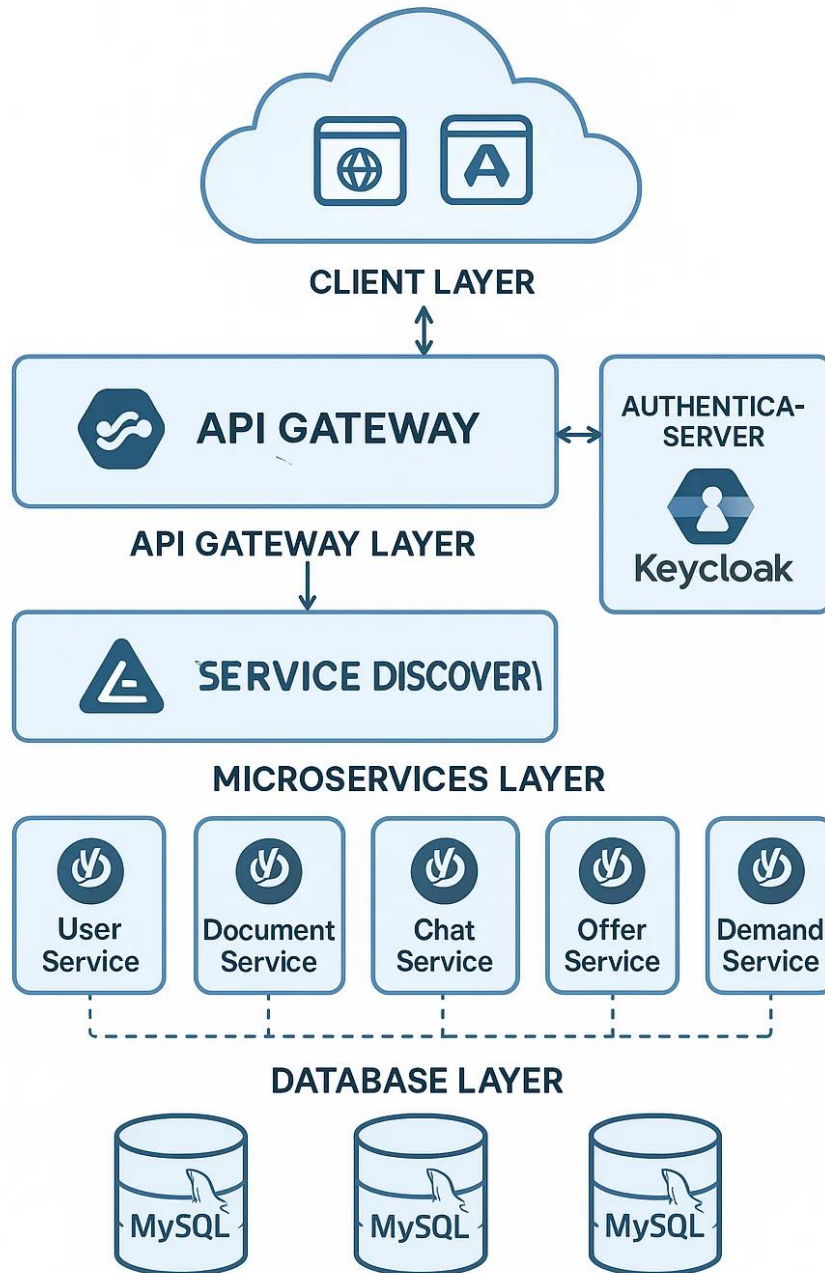 CLIENT LAYER
API GATEWAY
AUTHENTICA-
SERVER
Keycloak
API GATEWAY LAYER
SERVICE DISCOVER\
MICROSERVICES LAYER
User
Service
Document
Service
Chat
Service
Offer
Service
Demand
Service
DATABASE LAYER
MySQL
MySQL
MySQL